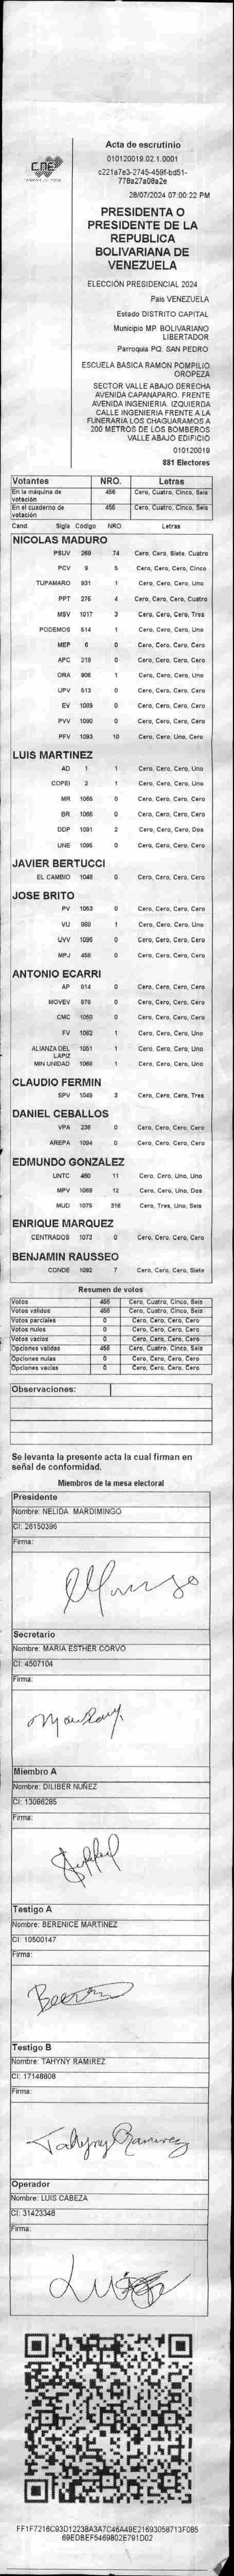 CNE
Acta de escrutinio
010120019.02.1.0001
c221a7e3-2745-459f-bd51-
778a27a08a2e
28/07/2024 07:00:22 PM
PRESIDENTA O
PRESIDENTE DE LA
REPUBLICA
BOLIVARIANA DE
VENEZUELA
ELECCIÓN PRESIDENCIAL 2024
Pais VENEZUELA
Estado DISTRITO CAPITAL
Municipio MP. BOLIVARIANO
LIBERTADOR
Parroquia PQ. SAN PEDRO
ESCUELA BASICA RAMON POMPILIO
OROPEZA
SECTOR VALLE ABAJO DERECHA
AVENIDA CAPANAPARO. FRENTE
AVENIDA INGENIERIA IZQUIERDA
CALLE INGENIERIA FRENTE A LA
FUNERARIA LOS CHAGUARAMOS A
200 METROS DE LOS BOMBEROS
VALLE ABAJO EDIFICIO
010120019
881 Electores
Votantes NRO. Letras
En la máquina de votación 456 Cero, Cuatro, Cinco, Seis
En el cuaderno de votación 456 Cero, Cuatro, Cinco, Seis
Cand. Sigla Código NRO. Letras
NICOLAS MADURO
PSUV 269 74 Cero, Cero, Siete, Cuatro
PCV 9 5 Cero, Cero, Cero, Cinco
TUPAMARO 931 1 Cero, Cero, Cero, Uno
PPT 276 4 Cero, Cero, Cero, Cuatro
MSV 1017 3 Cero, Cero, Cero, Tres
PODEMOS 514 1 Cero, Cero, Cero, Uno
MEP 6 0 Cero, Cero, Cero, Cero
APC 219 0 Cero, Cero, Cero, Cero
ORA 908 1 Cero, Cero, Cero, Uno
UPV 513 0 Cero, Cero, Cero, Cero
EV 1089 0 Cero, Cero, Cero, Cero
PVV 1090 0 Cero, Cero, Cero, Cero
PFV 1093 10 Cero, Cero, Uno, Cero
LUIS MARTINEZ
AD 1 1 Cero, Cero, Cero, Uno
COPEI 2 1 Cero, Cero, Cero, Uno
MR 1065 0 Cero, Cero, Cero, Cero
BR 1066 0 Cero, Cero, Cero, Cero
DDP 1091 2 Cero, Cero, Cero, Dos
UNE 1095 0 Cero, Cero, Cero, Cero
JAVIER BERTUCCI
EL CAMBIO 1048 0 Cero, Cero, Cero, Cero
JOSE BRITO
PV 1053 0 Cero, Cero, Cero, Cero
VU 969 1 Cero, Cero, Cero, Uno
UVV 1096 0 Cero, Cero, Cero, Cero
MPJ 458 0 Cero, Cero, Cero, Cero
ANTONIO ECARRI
AP 914 0 Cero, Cero, Cero, Cero
MOVEV 979 0 Cero, Cero, Cero, Cero
CMC 1050 0 Cero, Cero, Cero, Cero
FV 1062 1 Cero, Cero, Cero, Uno
ALIANZA DEL LAPIZ 1051 1 Cero, Cero, Cero, Uno
MIN UNIDAD 1068 1 Cero, Cero, Cero, Uno
CLAUDIO FERMIN
SPV 1049 3 Cero, Cero, Cero, Tres
DANIEL CEBALLOS
VPA 236 0 Cero, Cero, Cero, Cero
AREPA 1094 0 Cero, Cero, Cero, Cero
EDMUNDO GONZALEZ
UNTC 460 11 Cero, Cero, Uno, Uno
MPV 1069 12 Cero, Cero, Uno, Dos
MUD 1075 318 Cero, Tres, Uno, Seis
ENRIQUE MARQUEZ
CENTRADOS 1073 0 Cero, Cero, Cero, Cero
BENJAMIN RAUSSEO
CONDE 1092 7 Cero, Cero, Cero, Siete
Resumen de votos
Votos 456 Cero, Cuatro, Cinco, Seis
Votos validos 456 Cero, Cuatro, Cinco, Seis
Votos parciales 0 Cero, Cero, Cero, Cero
Votos nulos 0 Cero, Cero, Cero, Cero
Votos vacios 0 Cero, Cero, Cero, Cero
Opciones validas 456 Cero, Cuatro, Cinco, Seis
Opciones nulas 0 Cero, Cero, Cero, Cero
Opciones vacias 0 Cero, Cero, Cero, Cero
Observaciones:
Se levanta la presente acta la cual firman en
señal de conformidad.
Miembros de la mesa electoral
Presidente
Nombre: NELIDA MARDIMINGO
CI: 26150396
Firma:
Secretario
Nombre: MARIA ESTHER CORVO
CI: 4507104
Firma:
Miembro A
Nombre: DILIBER NUÑEZ
CI: 13086285
Firma:
Testigo A
Nombre: BERENICE MARTINEZ
CI: 10500147
Firma:
Testigo B
Nombre: TAHYNY RAMIREZ
CI: 17148808
Firma:
Tahyny Ramirez
Operador
Nombre: LUIS CABEZA
CI: 31423348
Firma:
Luis
FF1F7216C93D12238A3A7C46A49E21693058713F085
69EDBEF5469802E791D02